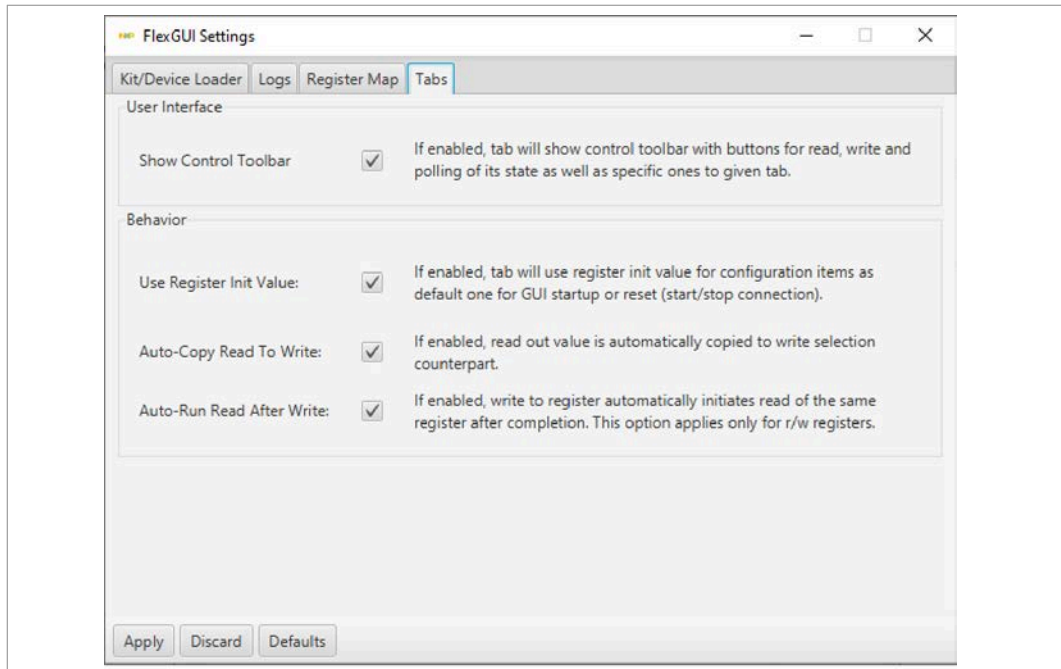 FlexGUI Settings
Kit/Device Loader Logs Register Map Tabs
User Interface
Show Control Toolbar
If enabled, tab will show control toolbar with buttons for read, write and
polling of its state as well as specific ones to given tab.
Behavior
Use Register Init Value:
If enabled, tab will use register init value for configuration items as
default one for GUI startup or reset (start/stop connection).
Auto-Copy Read To Write:
If enabled, read out value is automatically copied to write selection
counterpart.
Auto-Run Read After Write:
If enabled, write to register automatically initiates read of the same
register after completion. This option applies only for r/w registers.
Apply Discard Defaults